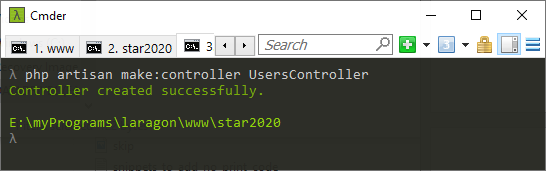 λ Cmder
1. www
2. star2020
3
Search
λ php artisan make:controller UsersController
Controller created successfully.
E:\myPrograms\laragon\www\star2020
λ